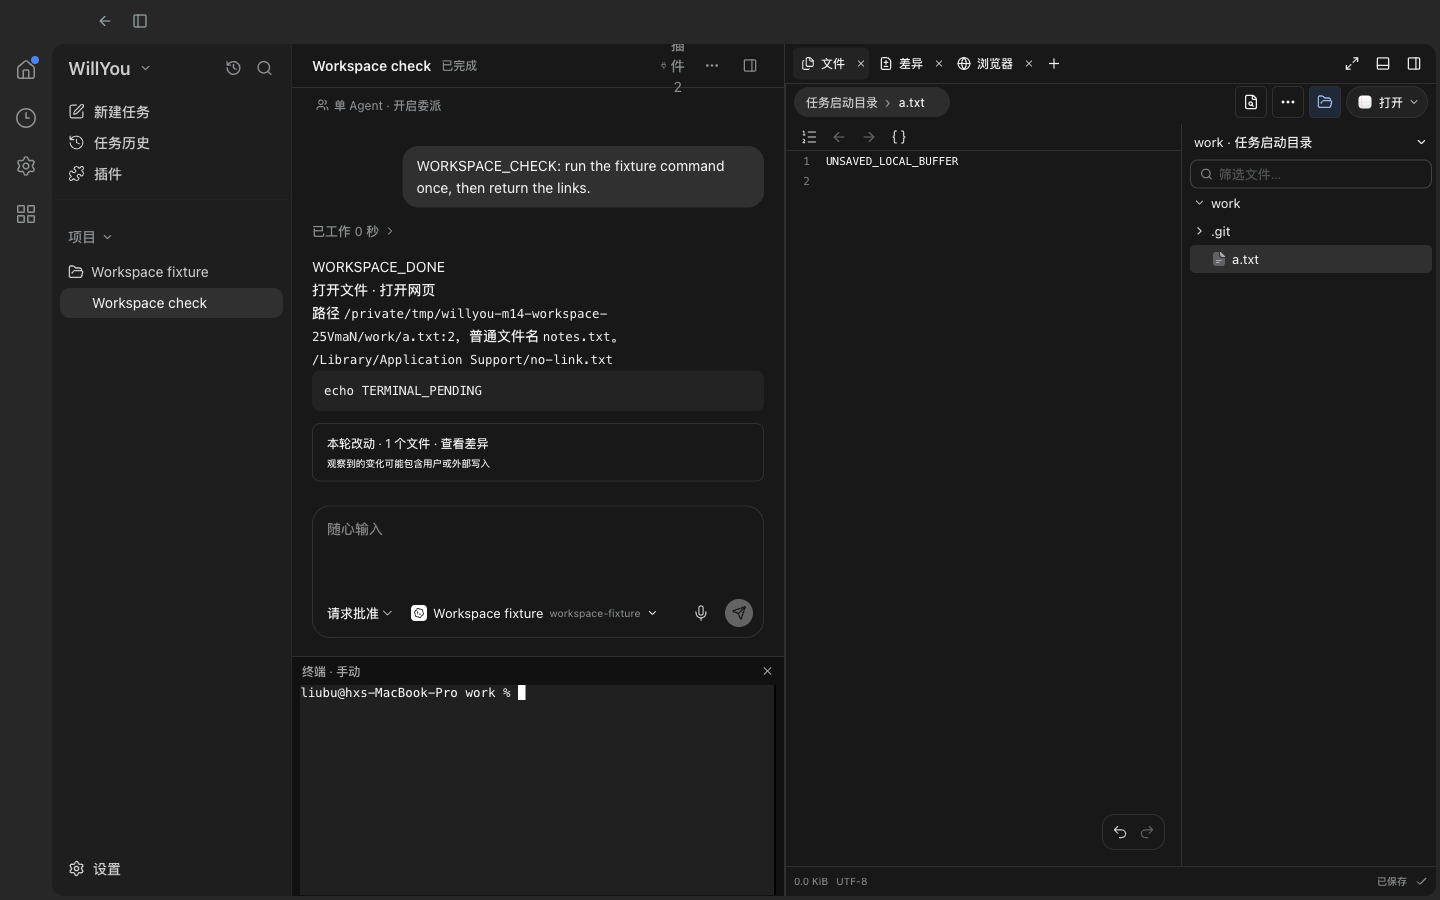 WillYou
新建任务
任务历史
插件
项目
Workspace fixture
Workspace check
设置
Workspace check 已完成
插
件
2
单 Agent · 开启委派
WORKSPACE_CHECK: run the fixture command
once, then return the links.
已工作 0 秒
WORKSPACE_DONE
打开文件 · 打开网页
路径 /private/tmp/willyou-m14-workspace-
25VmaN/work/a.txt:2，普通文件名 notes.txt。
/Library/Application Support/no-link.txt
echo TERMINAL_PENDING
本轮改动 · 1 个文件 · 查看差异
观察到的变化可能包含用户或外部写入
随心输入
请求批准 Workspace fixture workspace-fixture
终端 · 手动
liubu@hxs-MacBook-Pro work %
文件 差异 浏览器
任务启动目录 a.txt
打开
1 UNSAVED_LOCAL_BUFFER
2
work · 任务启动目录
筛选文件...
work
.git
a.txt
0.0 KiB UTF-8
已保存